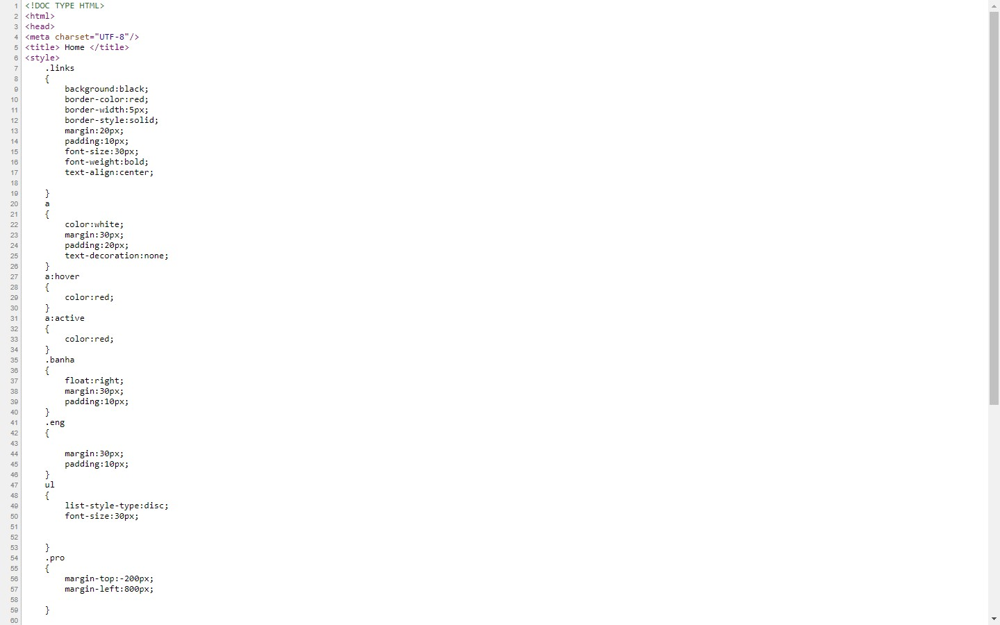 1 <!DOC TYPE HTML>
2 <html>
3 <head>
4 <meta charset="UTF-8"/>
5 <title> Home </title>
6 <style>
7     .links
8     {
9         background:black;
10         border-color:red;
11         border-width:5px;
12         border-style:solid;
13         margin:20px;
14         padding:10px;
15         font-size:30px;
16         font-weight:bold;
17         text-align:center;
18
19     }
20     a
21     {
22         color:white;
23         margin:30px;
24         padding:20px;
25         text-decoration:none;
26     }
27     a:hover
28     {
29         color:red;
30     }
31     a:active
32     {
33         color:red;
34     }
35     .banha
36     {
37         float:right;
38         margin:30px;
39         padding:10px;
40     }
41     .eng
42     {
43
44         margin:30px;
45         padding:10px;
46     }
47     ul
48     {
49         list-style-type:disc;
50         font-size:30px;
51
52
53     }
54     .pro
55     {
56         margin-top:-200px;
57         margin-left:800px;
58
59     }
60